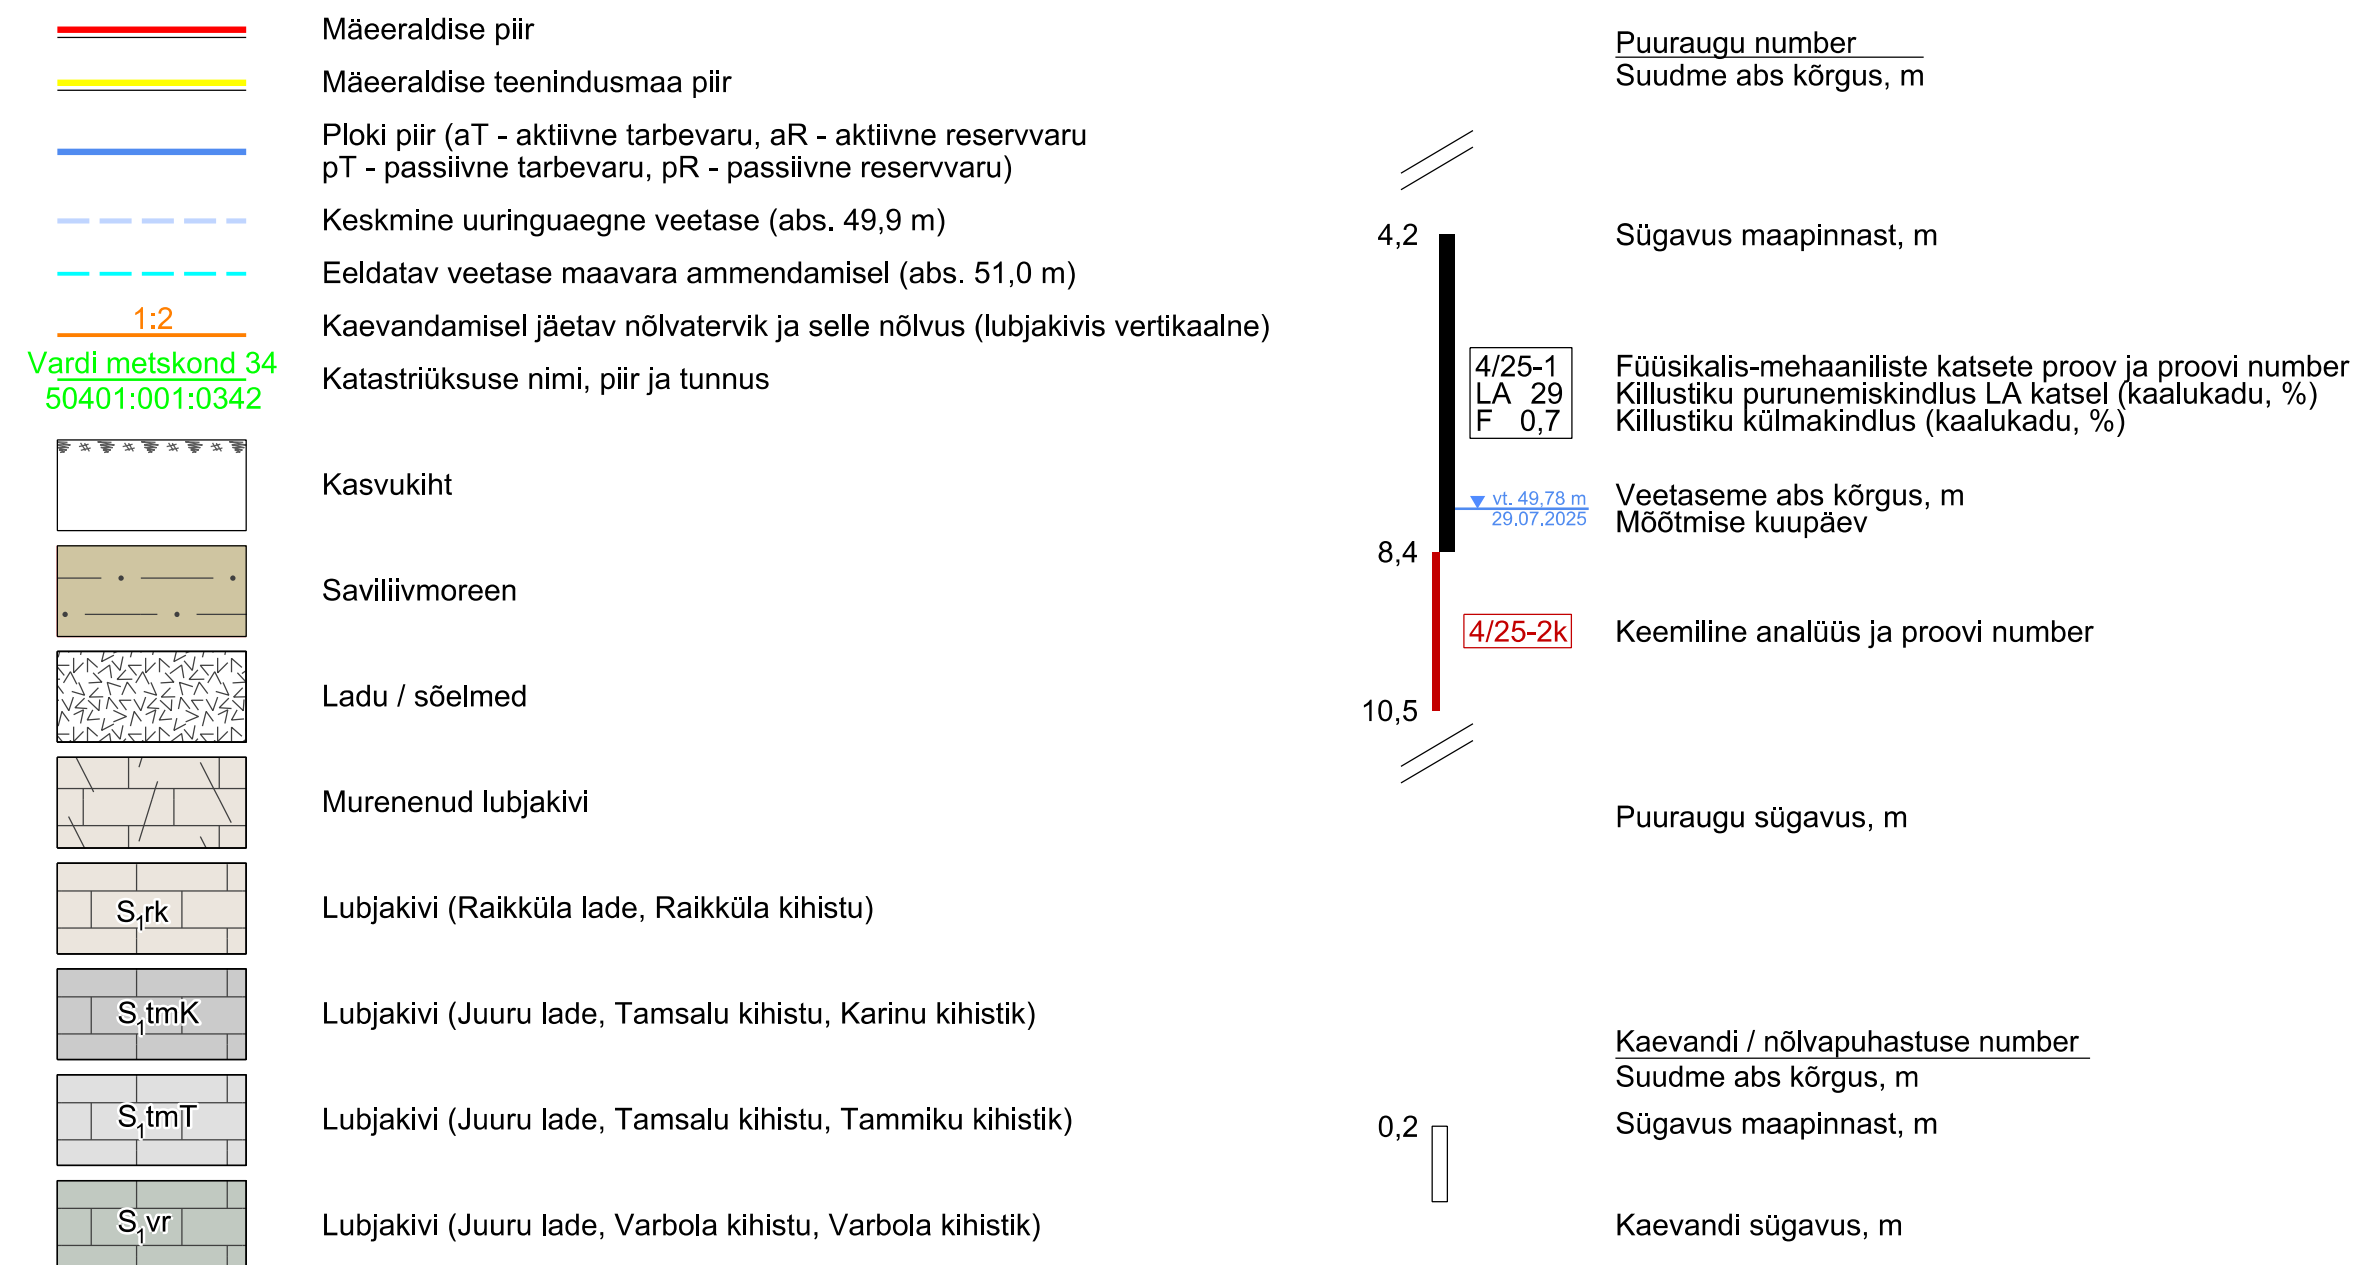 Mäeeraldise piir
Mäeeraldise teenindusmaa piir
Ploki piir (aT - aktiivne tarbevaru, aR - aktiivne reservvaru
pT - passiivne tarbevaru, pR - passiivne reservvaru)
Keskmine uuringuaegne veetase (abs. 49,9 m)
Eeldatav veetase maavara ammendamisel (abs. 51,0 m)
1:2
Kaevandamisel jäetav nõlvatervik ja selle nõlvus (lubjakivis vertikaalne)
Vardi metskond 34
50401:001:0342
Katastriüksuse nimi, piir ja tunnus
Kasvukiht
Saviliivmoreen
Ladu / sõelmed
Murenenud lubjakivi
S₁rk
Lubjakivi (Raikküla lade, Raikküla kihistu)
S₁tmK
Lubjakivi (Juuru lade, Tamsalu kihistu, Karinu kihistik)
S₁tmT
Lubjakivi (Juuru lade, Tamsalu kihistu, Tammiku kihistik)
S₁vr
Lubjakivi (Juuru lade, Varbola kihistu, Varbola kihistik)
Puuraugu number
Suudme abs kõrgus, m
4,2
Sügavus maapinnast, m
4/25-1
LA 29
F 0,7
Füüsikalis-mehaaniliste katsete proov ja proovi number
Killustiku purunemiskindlus LA katsel (kaalukadu, %)
Killustiku külmakindlus (kaalukadu, %)
vt. 49,78 m
29.07.2025
Veetaseme abs kõrgus, m
Mõõtmise kuupäev
8,4
4/25-2k
Keemiline analüüs ja proovi number
10,5
Puuraugu sügavus, m
Kaevandi / nõlvapuhastuse number
Suudme abs kõrgus, m
0,2
Sügavus maapinnast, m
Kaevandi sügavus, m